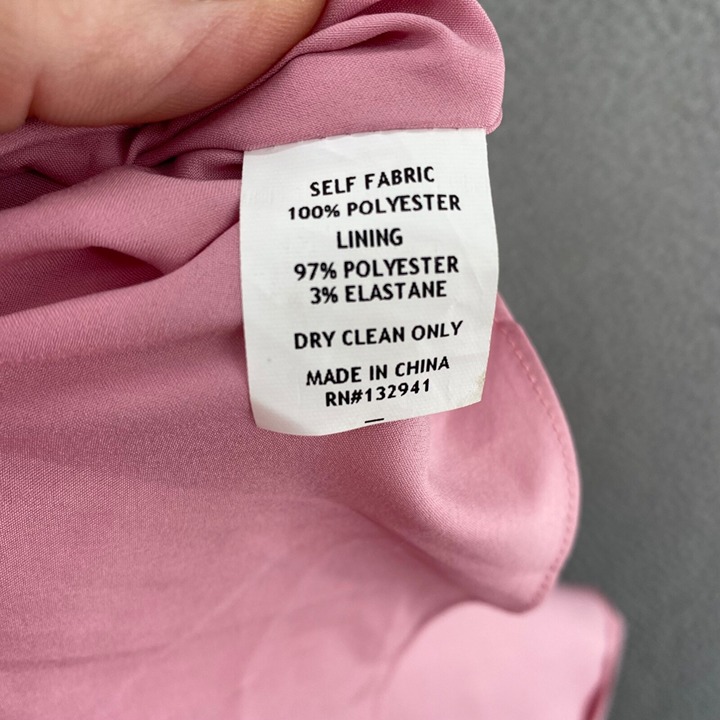 SELF FABRIC
100% POLYESTER
LINING
97% POLYESTER
3% ELASTANE
DRY CLEAN ONLY
MADE IN CHINA
RN#132941